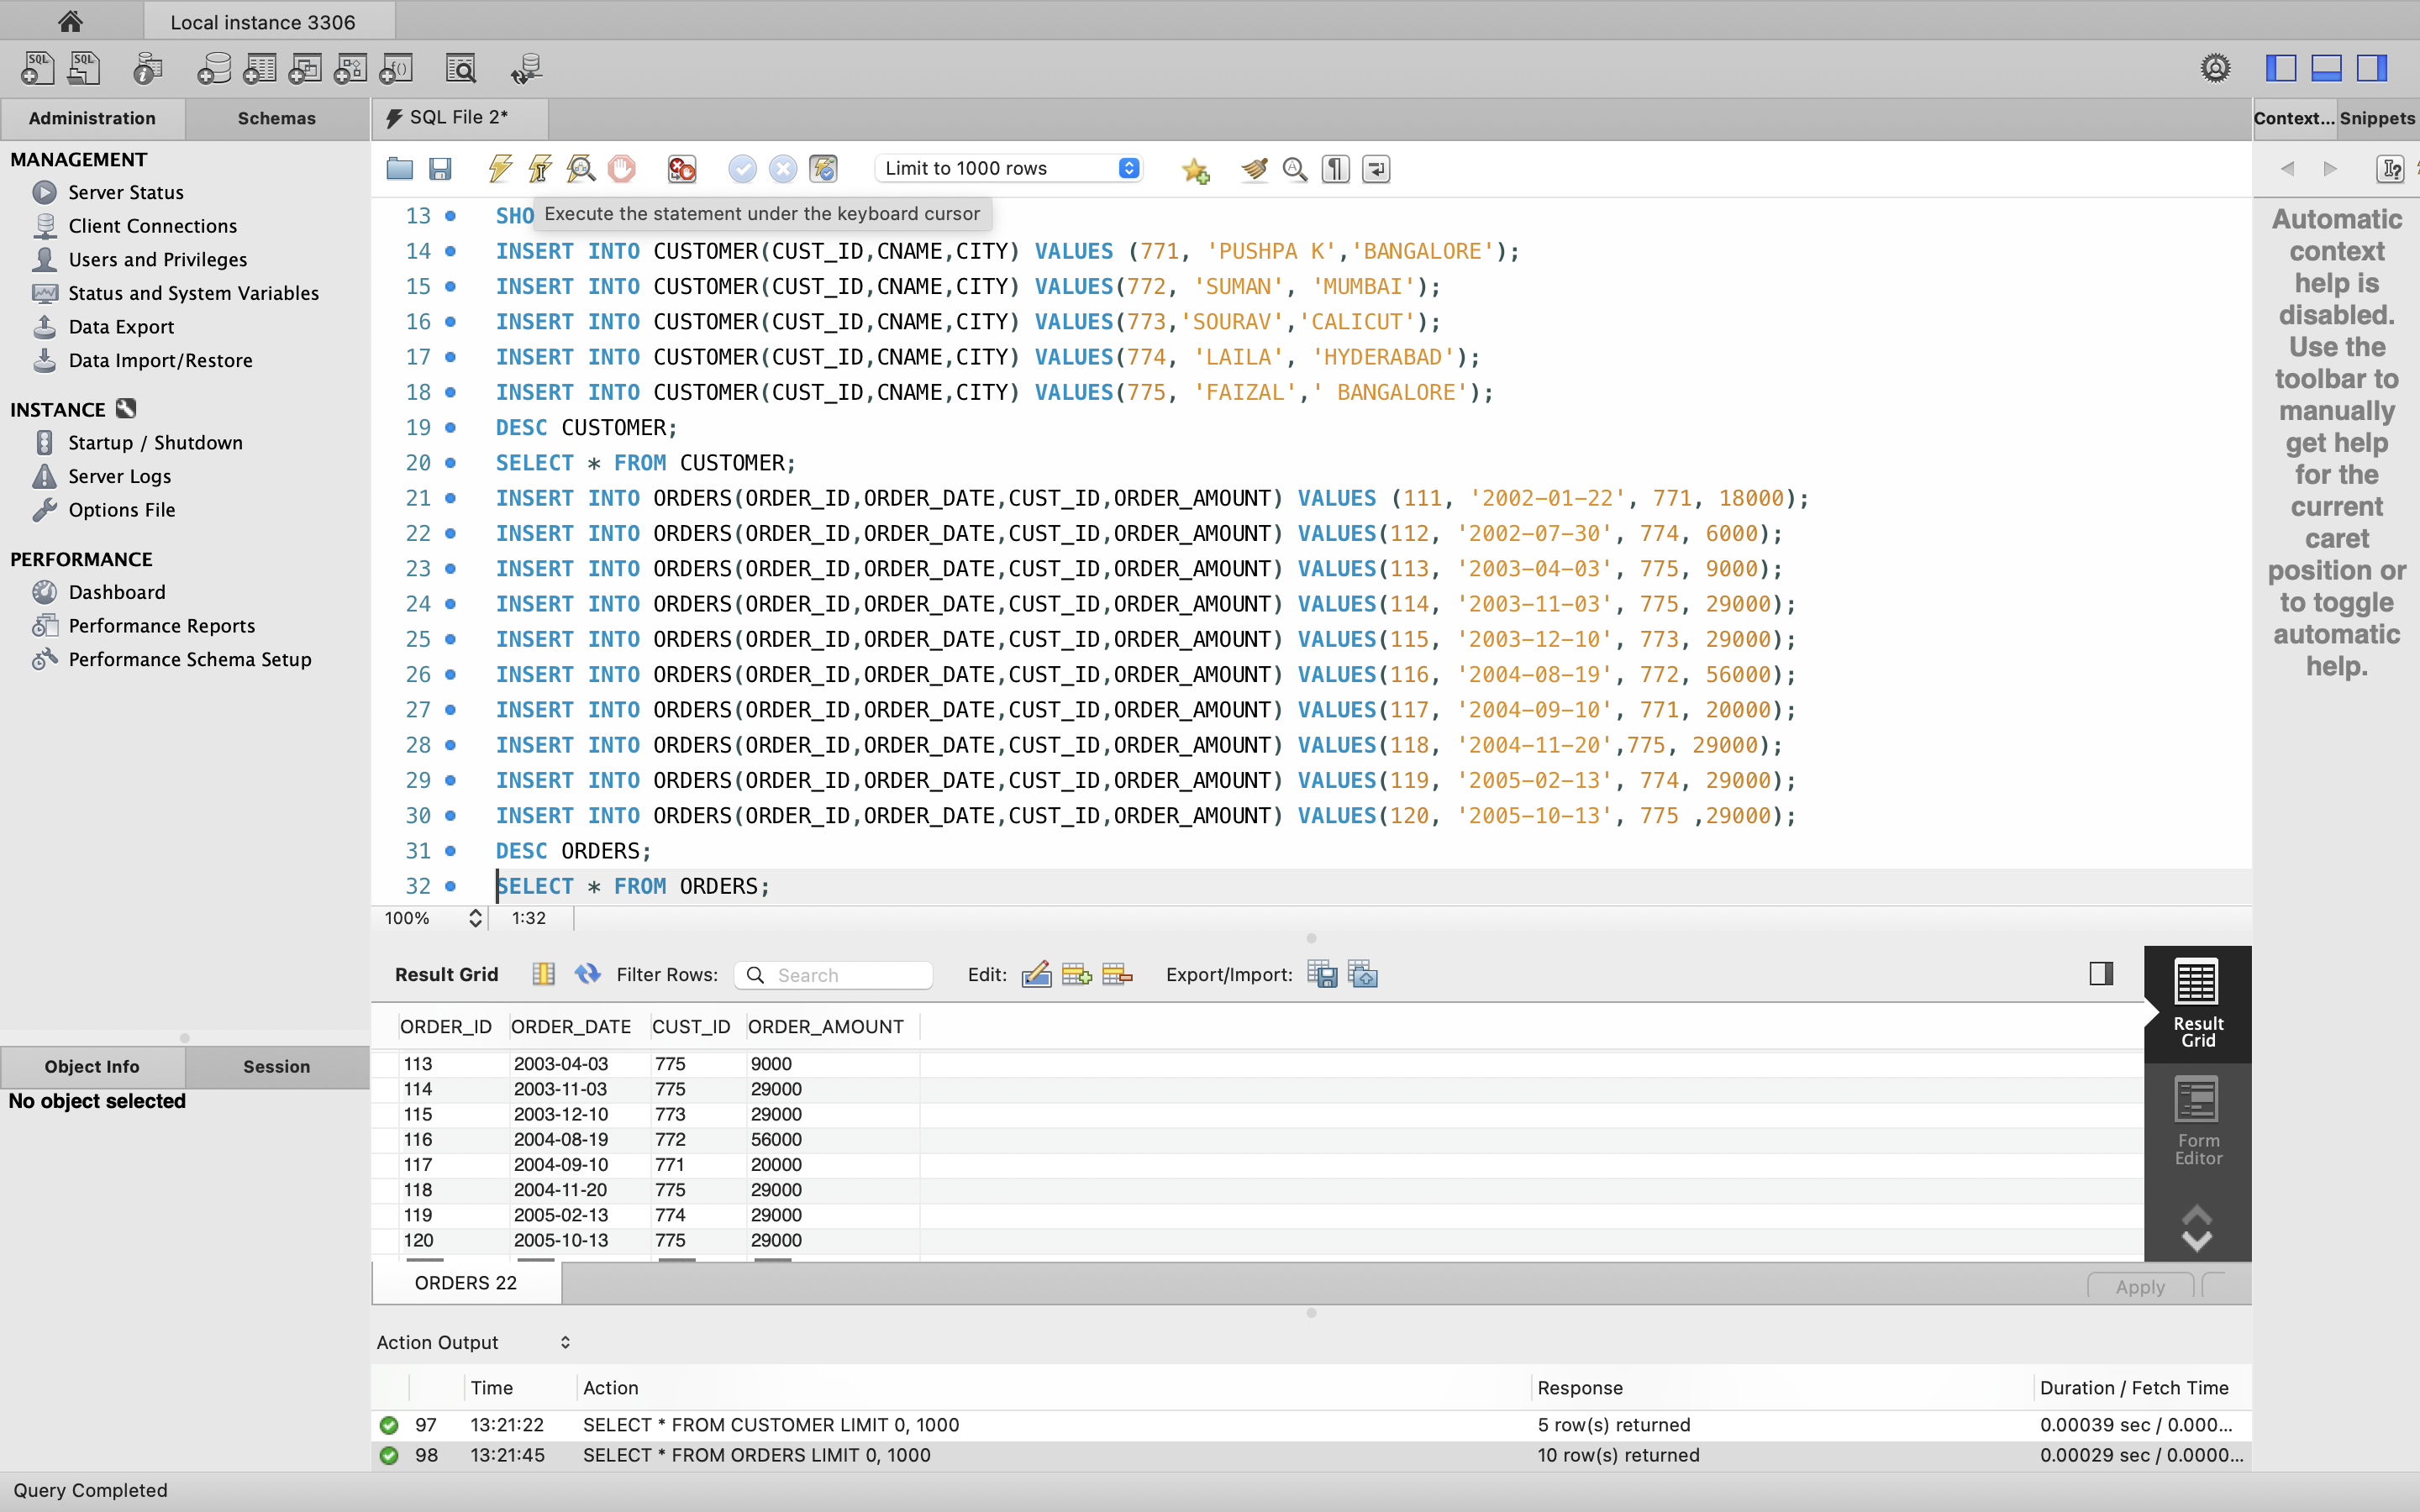 Local instance 3306
SQL SQL
Administration Schemas
SQL File 2*
Context... Snippets
MANAGEMENT
Server Status
Client Connections
Users and Privileges
Status and System Variables
Data Export
Data Import/Restore
INSTANCE
Startup / Shutdown
Server Logs
Options File
PERFORMANCE
Dashboard
Performance Reports
Performance Schema Setup
Object Info Session
No object selected
Limit to 1000 rows
Execute the statement under the keyboard cursor
13 SHO
14 INSERT INTO CUSTOMER(CUST_ID,CNAME,CITY) VALUES (771, 'PUSHPA K','BANGALORE');
15 INSERT INTO CUSTOMER(CUST_ID,CNAME,CITY) VALUES(772, 'SUMAN', 'MUMBAI');
16 INSERT INTO CUSTOMER(CUST_ID,CNAME,CITY) VALUES(773,'SOURAV','CALICUT');
17 INSERT INTO CUSTOMER(CUST_ID,CNAME,CITY) VALUES(774, 'LAILA', 'HYDERABAD');
18 INSERT INTO CUSTOMER(CUST_ID,CNAME,CITY) VALUES(775, 'FAIZAL',' BANGALORE');
19 DESC CUSTOMER;
20 SELECT * FROM CUSTOMER;
21 INSERT INTO ORDERS(ORDER_ID,ORDER_DATE,CUST_ID,ORDER_AMOUNT) VALUES (111, '2002-01-22', 771, 18000);
22 INSERT INTO ORDERS(ORDER_ID,ORDER_DATE,CUST_ID,ORDER_AMOUNT) VALUES(112, '2002-07-30', 774, 6000);
23 INSERT INTO ORDERS(ORDER_ID,ORDER_DATE,CUST_ID,ORDER_AMOUNT) VALUES(113, '2003-04-03', 775, 9000);
24 INSERT INTO ORDERS(ORDER_ID,ORDER_DATE,CUST_ID,ORDER_AMOUNT) VALUES(114, '2003-11-03', 775, 29000);
25 INSERT INTO ORDERS(ORDER_ID,ORDER_DATE,CUST_ID,ORDER_AMOUNT) VALUES(115, '2003-12-10', 773, 29000);
26 INSERT INTO ORDERS(ORDER_ID,ORDER_DATE,CUST_ID,ORDER_AMOUNT) VALUES(116, '2004-08-19', 772, 56000);
27 INSERT INTO ORDERS(ORDER_ID,ORDER_DATE,CUST_ID,ORDER_AMOUNT) VALUES(117, '2004-09-10', 771, 20000);
28 INSERT INTO ORDERS(ORDER_ID,ORDER_DATE,CUST_ID,ORDER_AMOUNT) VALUES(118, '2004-11-20',775, 29000);
29 INSERT INTO ORDERS(ORDER_ID,ORDER_DATE,CUST_ID,ORDER_AMOUNT) VALUES(119, '2005-02-13', 774, 29000);
30 INSERT INTO ORDERS(ORDER_ID,ORDER_DATE,CUST_ID,ORDER_AMOUNT) VALUES(120, '2005-10-13', 775 ,29000);
31 DESC ORDERS;
32 SELECT * FROM ORDERS;
100% 1:32
Automatic
context
help is
disabled.
Use the
toolbar to
manually
get help
for the
current
caret
position or
to toggle
automatic
help.
Result Grid Filter Rows: Search Edit: Export/Import:
ORDER_ID ORDER_DATE CUST_ID ORDER_AMOUNT
113 2003-04-03 775 9000
114 2003-11-03 775 29000
115 2003-12-10 773 29000
116 2004-08-19 772 56000
117 2004-09-10 771 20000
118 2004-11-20 775 29000
119 2005-02-13 774 29000
120 2005-10-13 775 29000
Result
Grid
Form
Editor
ORDERS 22
Apply
Action Output
Time Action Response Duration / Fetch Time
97 13:21:22 SELECT * FROM CUSTOMER LIMIT 0, 1000 5 row(s) returned 0.00039 sec / 0.000...
98 13:21:45 SELECT * FROM ORDERS LIMIT 0, 1000 10 row(s) returned 0.00029 sec / 0.0000...
Query Completed